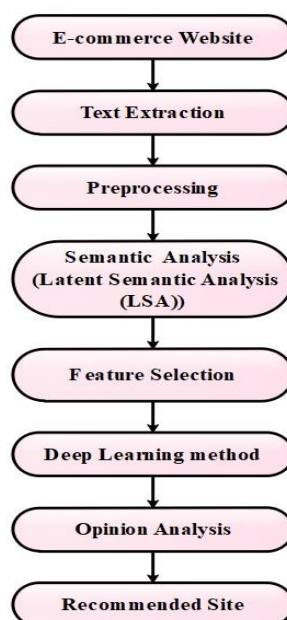 E-commerce Website
Text Extraction
Preprocessing
Semantic Analysis
(Latent Semantic Analysis
(LSA))
Feature Selection
Deep Learning method
Opinion Analysis
Recommended Site